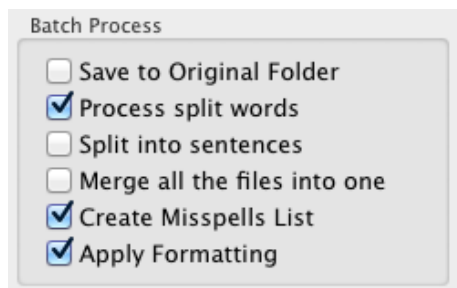 Batch Process
Save to Original Folder
Process split words
Split into sentences
Merge all the files into one
Create Misspells List
Apply Formatting